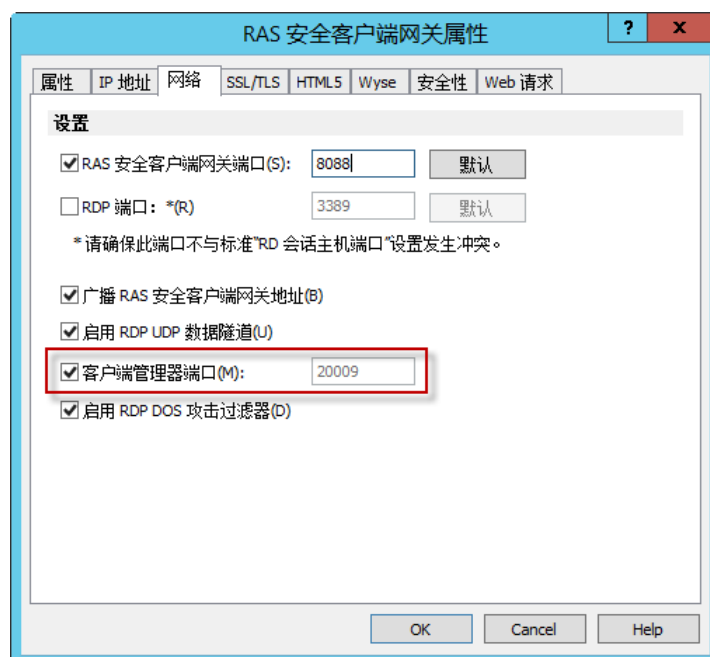 RAS 安全客户端网关属性
? x
属性 IP 地址 网络 SSL/TLS HTML5 Wyse 安全性 Web 请求
设置
RAS 安全客户端网关端口(S): 8088 默认
RDP 端口：*(R) 3389 默认
*请确保此端口不与标准"RD 会话主机端口"设置发生冲突。
广播 RAS 安全客户端网关地址(B)
启用 RDP UDP 数据隧道(U)
客户端管理器端口(M): 20009
启用 RDP DOS 攻击过滤器(D)
OK Cancel Help